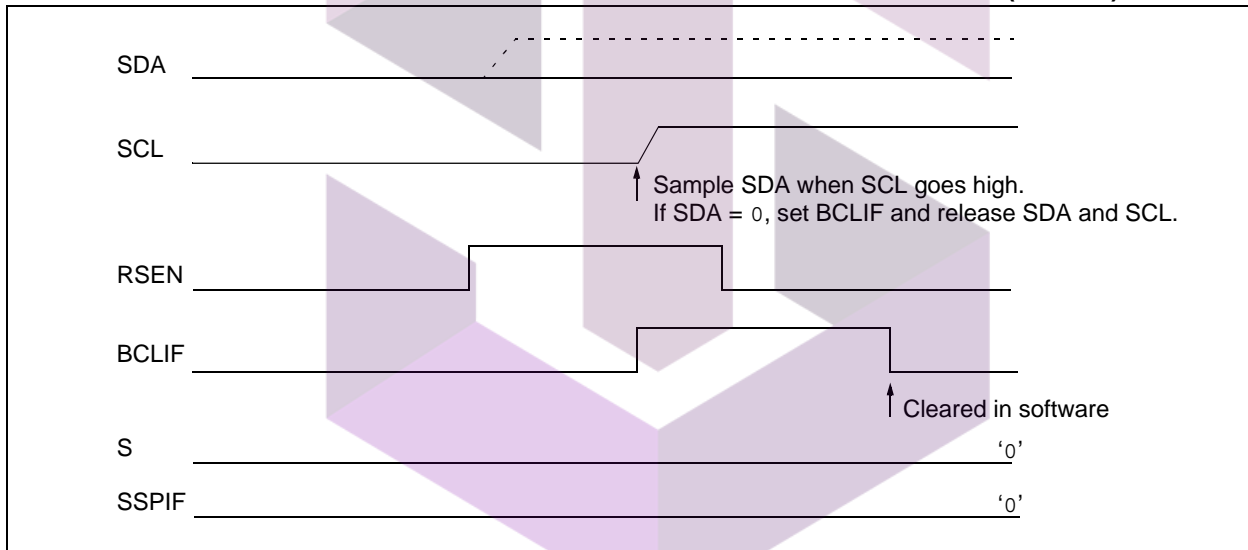 SDA
SCL
Sample SDA when SCL goes high.
If SDA = 0, set BCLIF and release SDA and SCL.
RSEN
BCLIF
Cleared in software
S
‘0’
SSPIF
‘0’